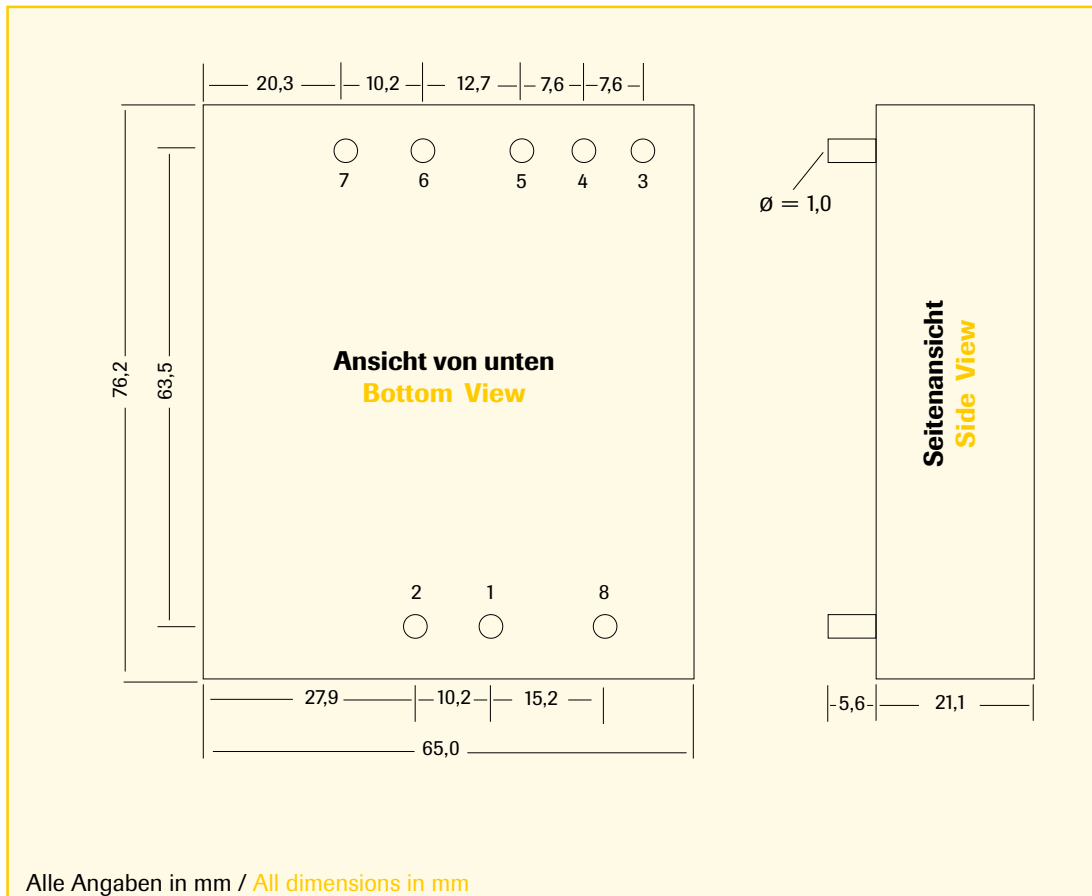 20,3 10,2 12,7 7,6 7,6
7 6 5 4 3
ø = 1,0
76,2
63,5
Ansicht von unten
Bottom View
Seitenansicht
Side View
2 1 8
27,9 10,2 15,2
5,6 21,1
65,0
Alle Angaben in mm / All dimensions in mm